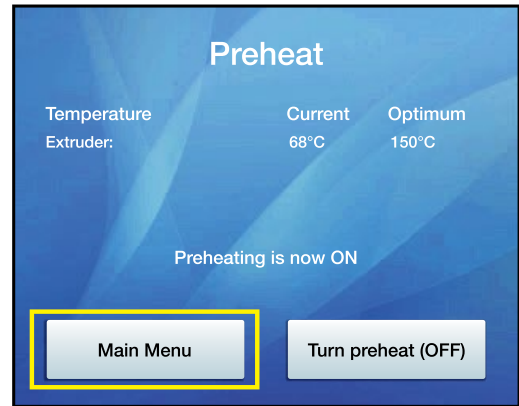 Preheat
Temperature Current Optimum
Extruder: 68°C 150°C
Preheating is now ON
Main Menu Turn preheat (OFF)